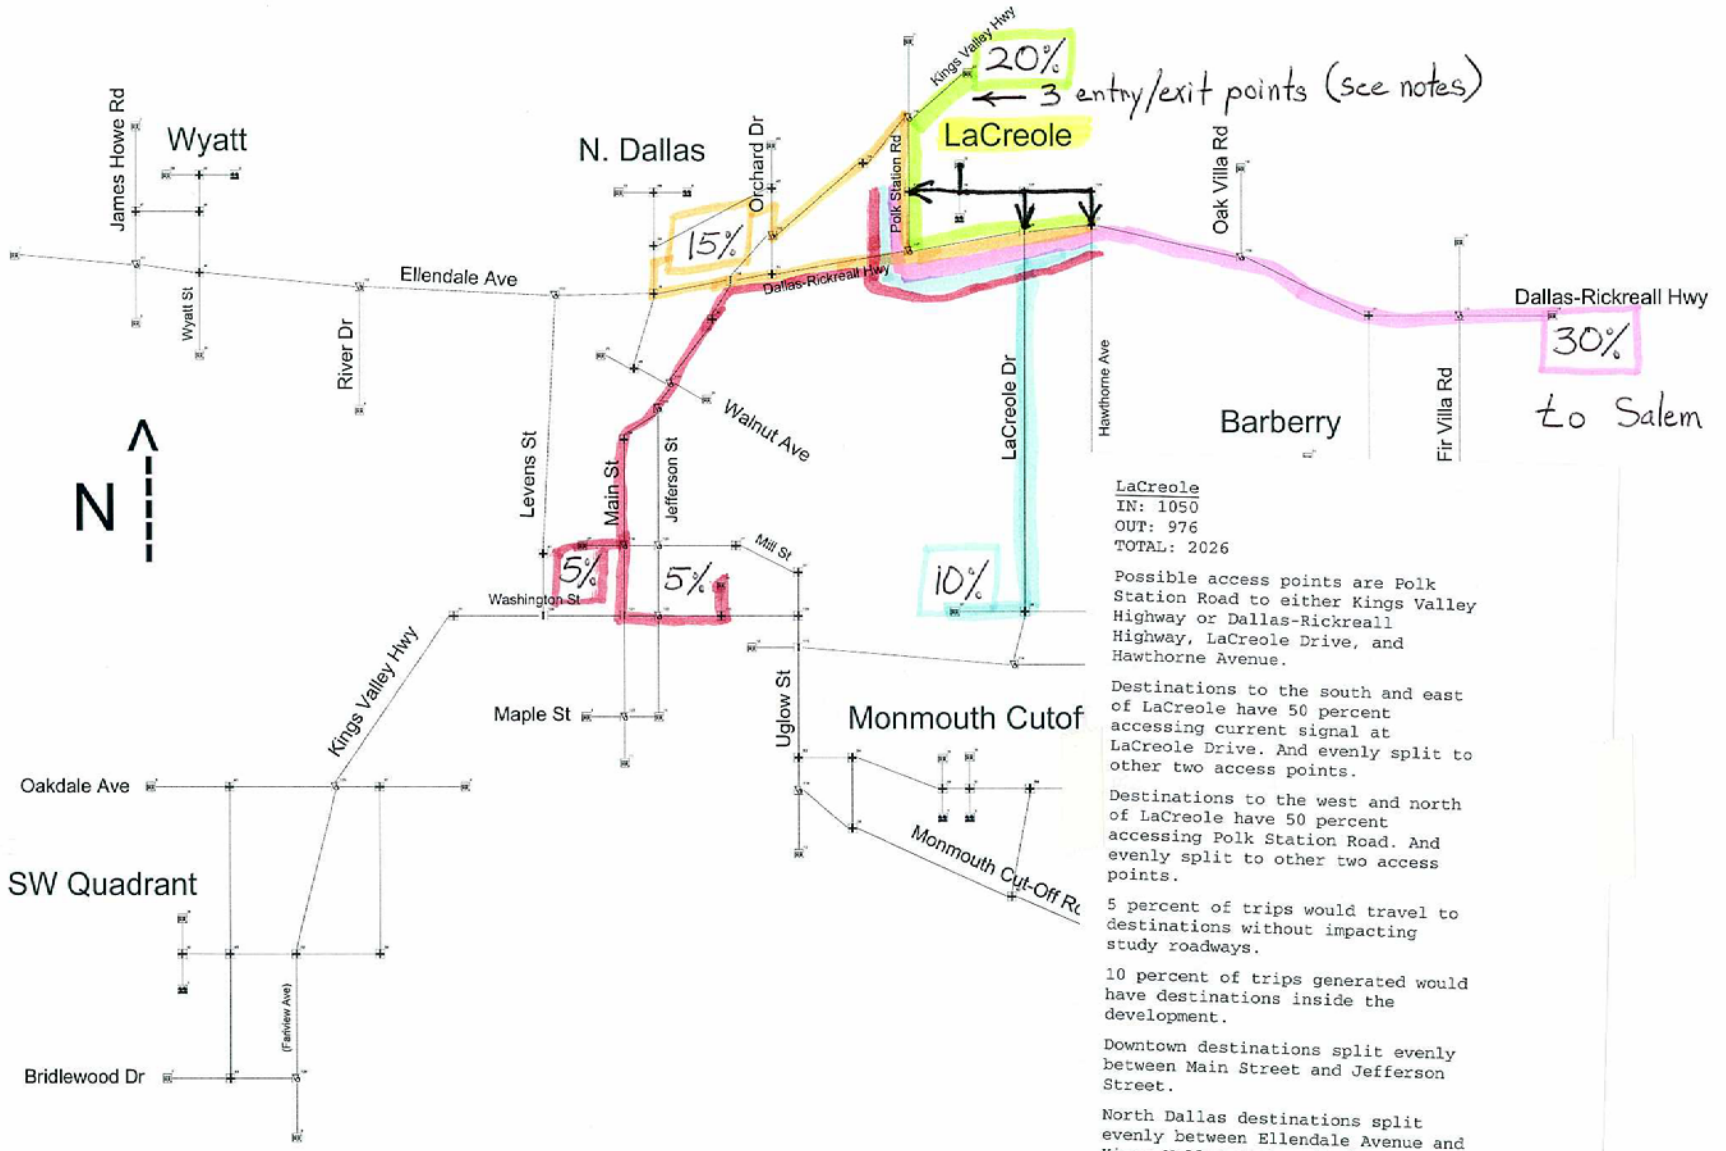 Kings Valley Hwy
20%
← 3 entry/exit points (see notes)
James Howe Rd
Wyatt
N. Dallas
Orchard Dr
Polk Station Rd
LaCreole
Oak Villa Rd
15%
Ellendale Ave
Dallas-Rickreall Hwy
Wyatt St
River Dr
Dallas-Rickreall Hwy
30%
to Salem
LaCreole Dr
Hawthorne Ave
Barberry
Fir Villa Rd
Walnut Ave
Levens St
Main St
Jefferson St
N
Mill St
5%
5%
10%
Washington St
Kings Valley Hwy
Maple St
Uglow St
Monmouth Cutof
Oakdale Ave
Monmouth Cut-Off Ro
SW Quadrant
(Fariview Ave)
Bridlewood Dr
LaCreole
IN: 1050
OUT: 976
TOTAL: 2026
Possible access points are Polk
Station Road to either Kings Valley
Highway or Dallas-Rickreall
Highway, LaCreole Drive, and
Hawthorne Avenue.
Destinations to the south and east
of LaCreole have 50 percent
accessing current signal at
LaCreole Drive. And evenly split to
other two access points.
Destinations to the west and north
of LaCreole have 50 percent
accessing Polk Station Road. And
evenly split to other two access
points.
5 percent of trips would travel to
destinations without impacting
study roadways.
10 percent of trips generated would
have destinations inside the
development.
Downtown destinations split evenly
between Main Street and Jefferson
Street.
North Dallas destinations split
evenly between Ellendale Avenue and